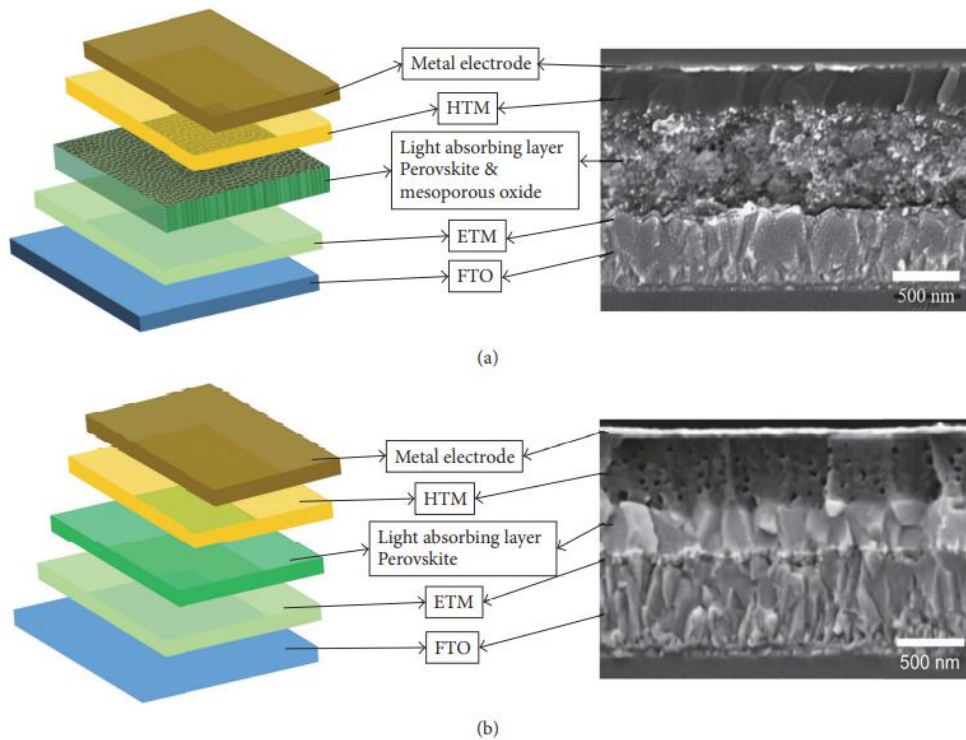 Metal electrode
HTM
Light absorbing layer
Perovskite &
mesoporous oxide
ETM
FTO
500 nm
(a)
Metal electrode
HTM
Light absorbing layer
Perovskite
ETM
FTO
500 nm
(b)